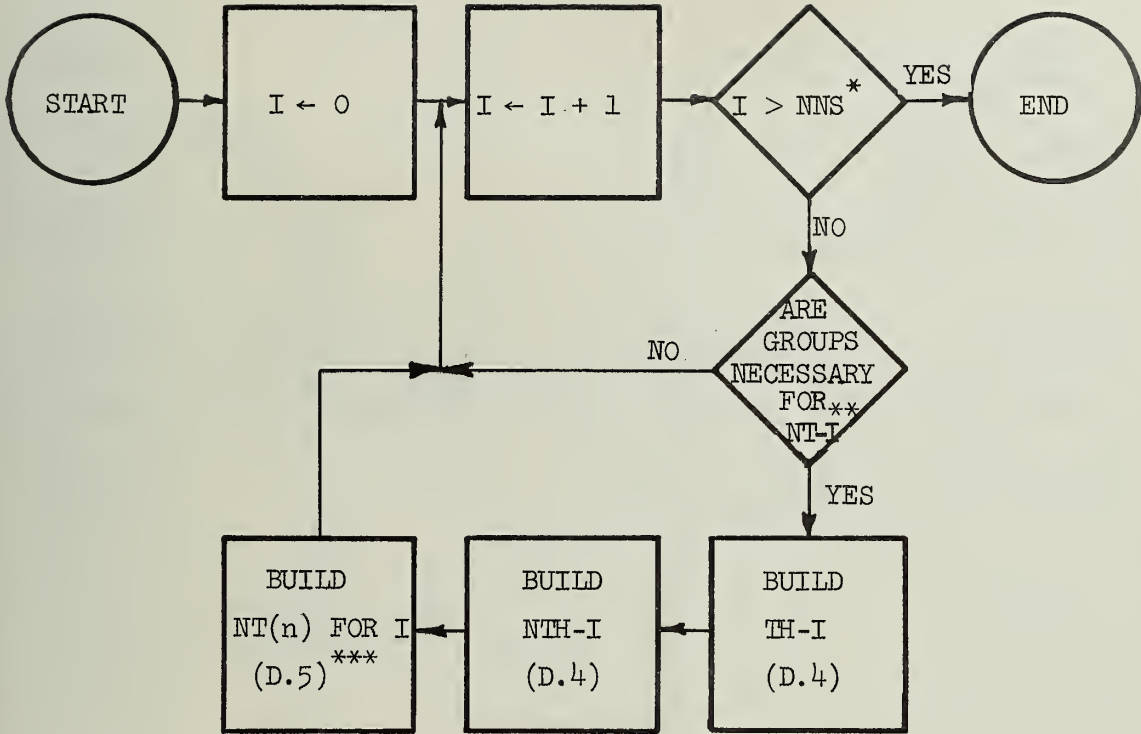 START
I ← 0
I ← I + 1
I > NNS *
YES
END
NO
ARE
GROUPS
NECESSARY
FOR **
NT-I
NO
YES
BUILD
NT(n) FOR I
(D.5) ***
BUILD
NTH-I
(D.4)
BUILD
TH-I
(D.4)